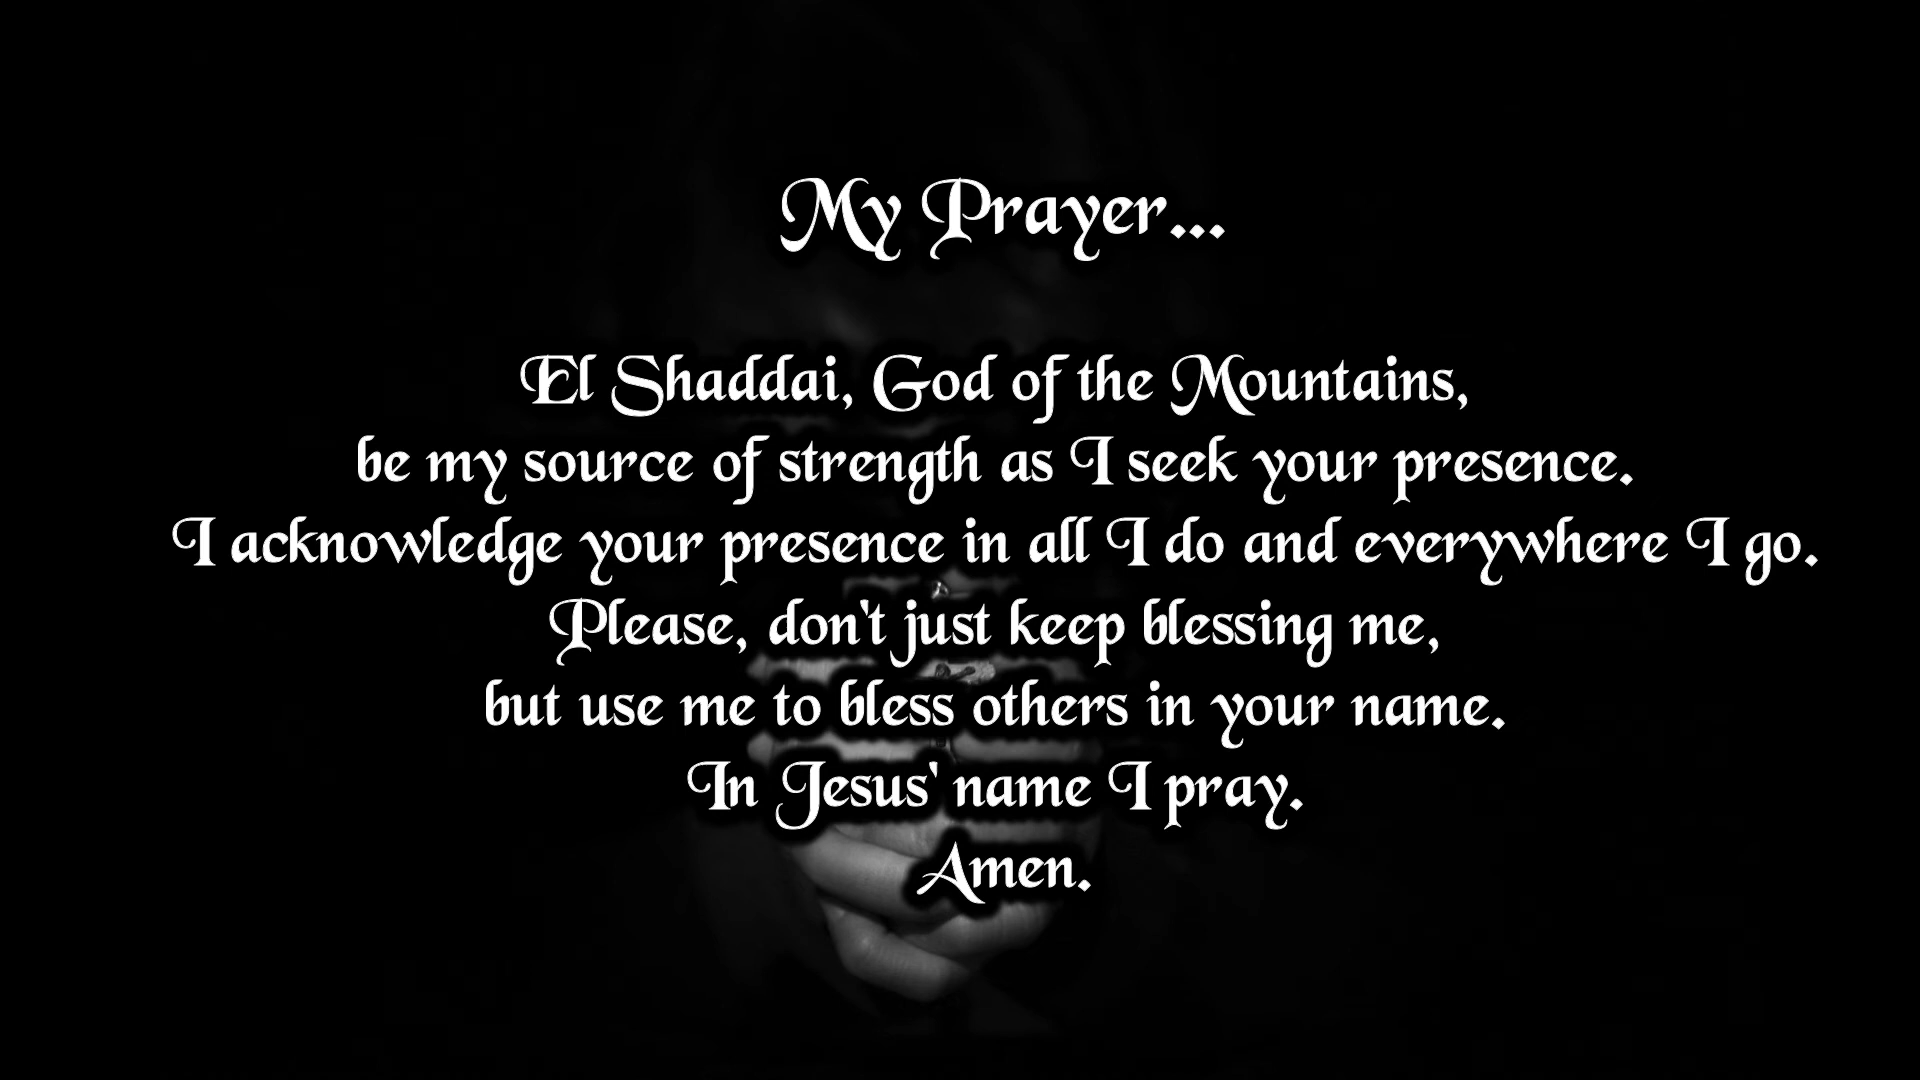 My Prayer...
El Shaddai, God of the Mountains,
be my source of strength as I seek your presence.
I acknowledge your presence in all I do and everywhere I go.
Please, don't just keep blessing me,
but use me to bless others in your name.
In Jesus' name I pray.
Amen.